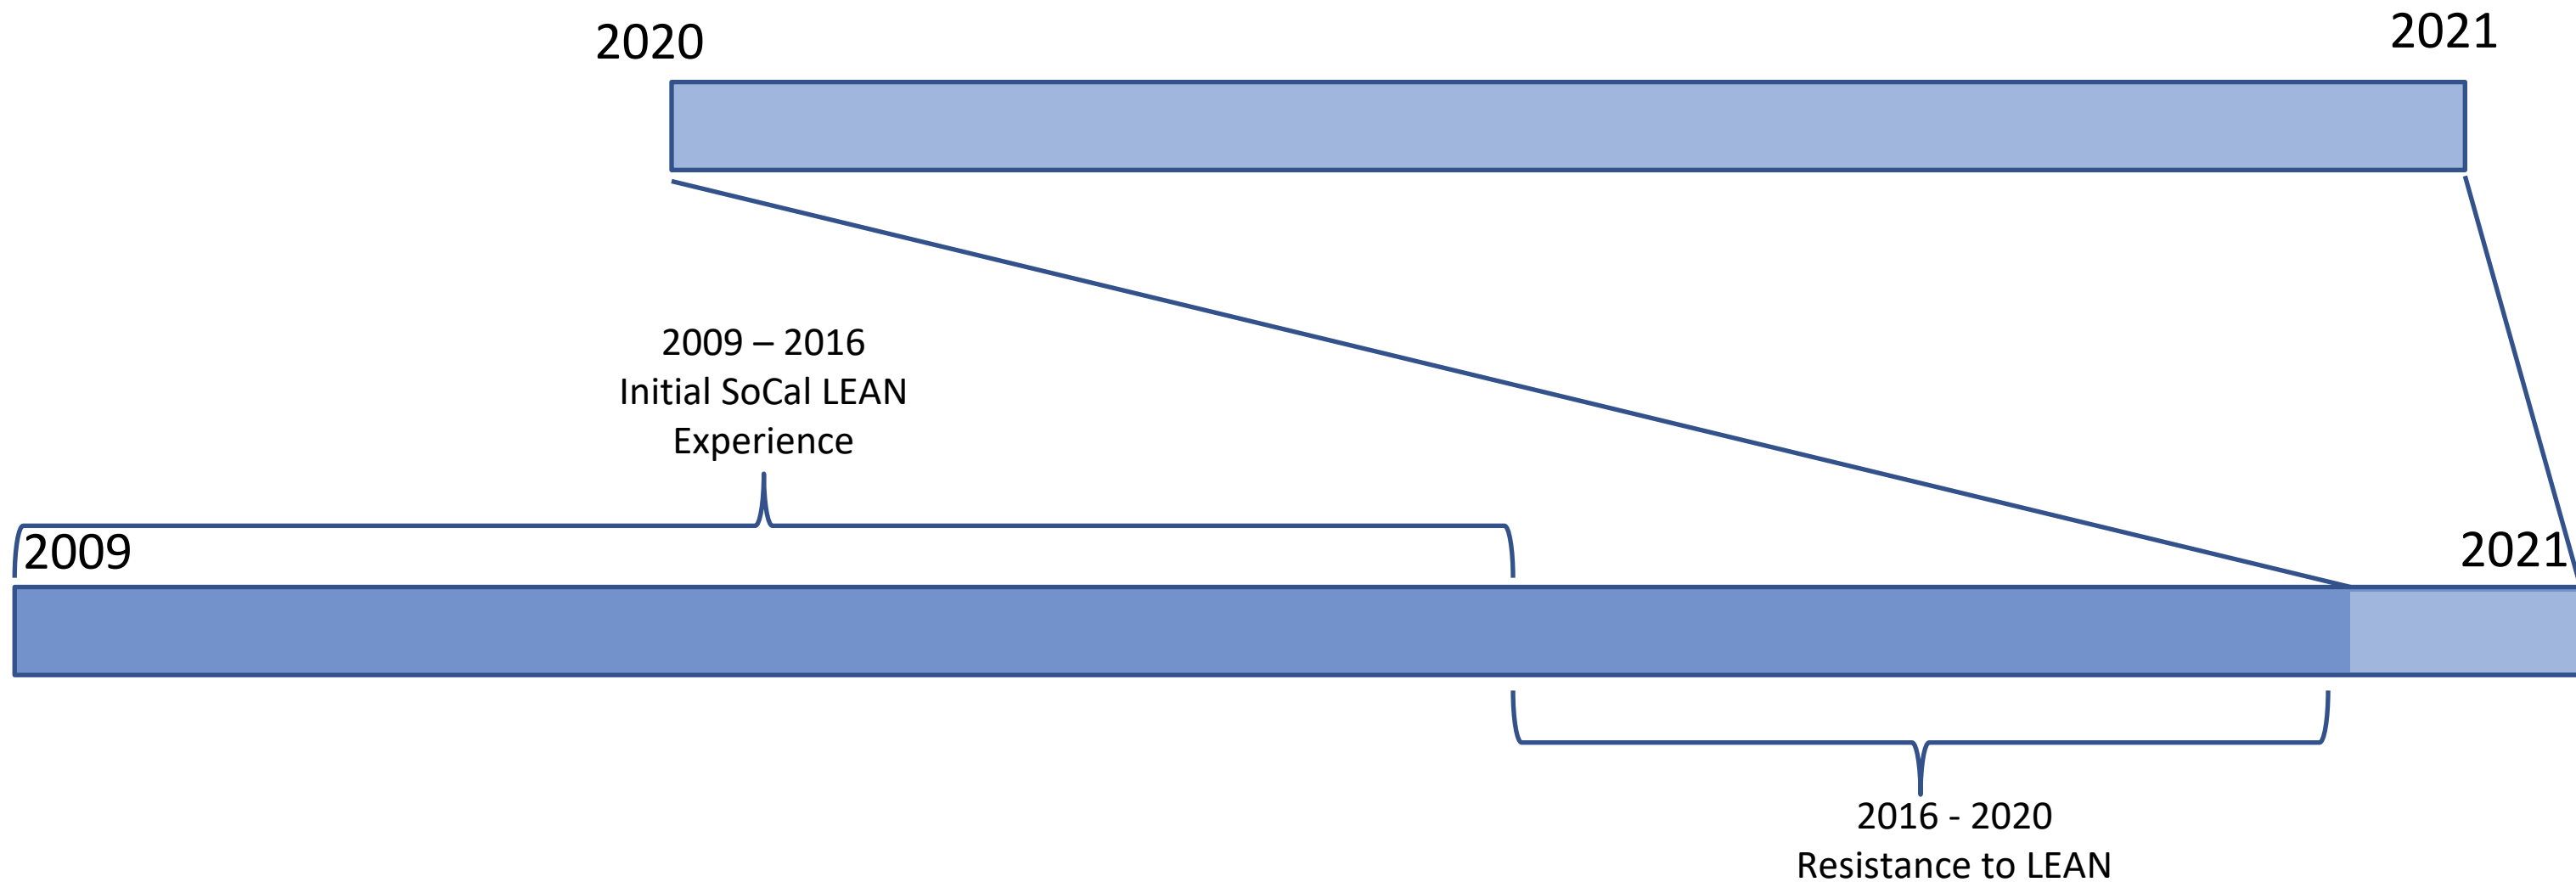 2020
2021
2009 – 2016
Initial SoCal LEAN
Experience
2009
2021
2016 - 2020
Resistance to LEAN